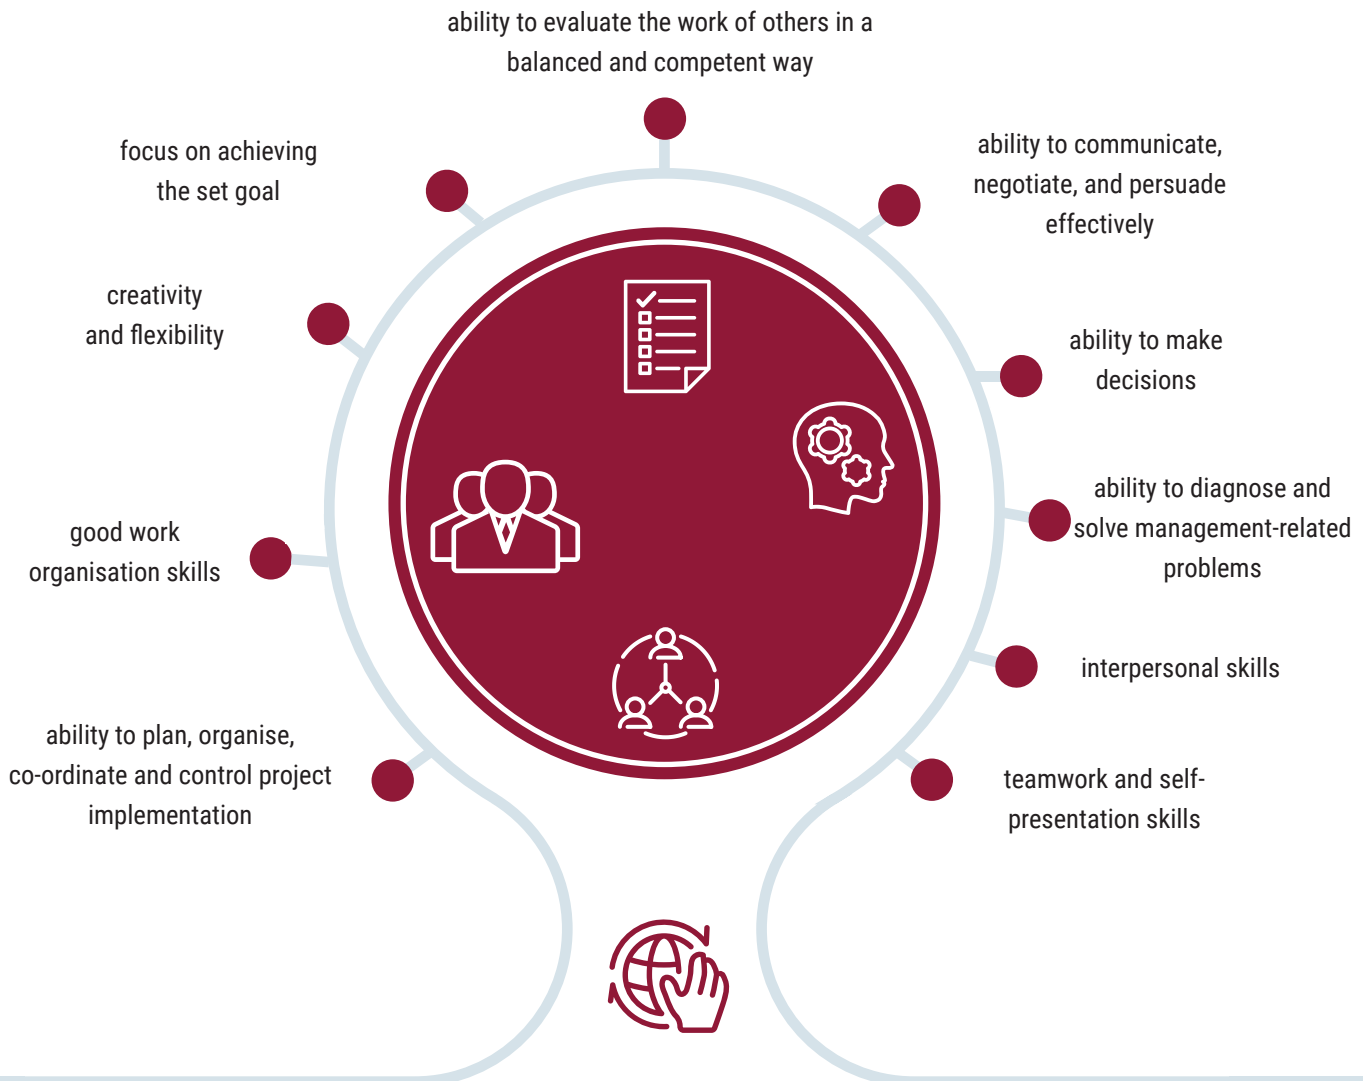 ability to evaluate the work of others in a
balanced and competent way
focus on achieving
the set goal
ability to communicate,
negotiate, and persuade
effectively
creativity
and flexibility
ability to make
decisions
good work
organisation skills
ability to diagnose and
solve management-related
problems
interpersonal skills
ability to plan, organise,
co-ordinate and control project
implementation
teamwork and self-
presentation skills